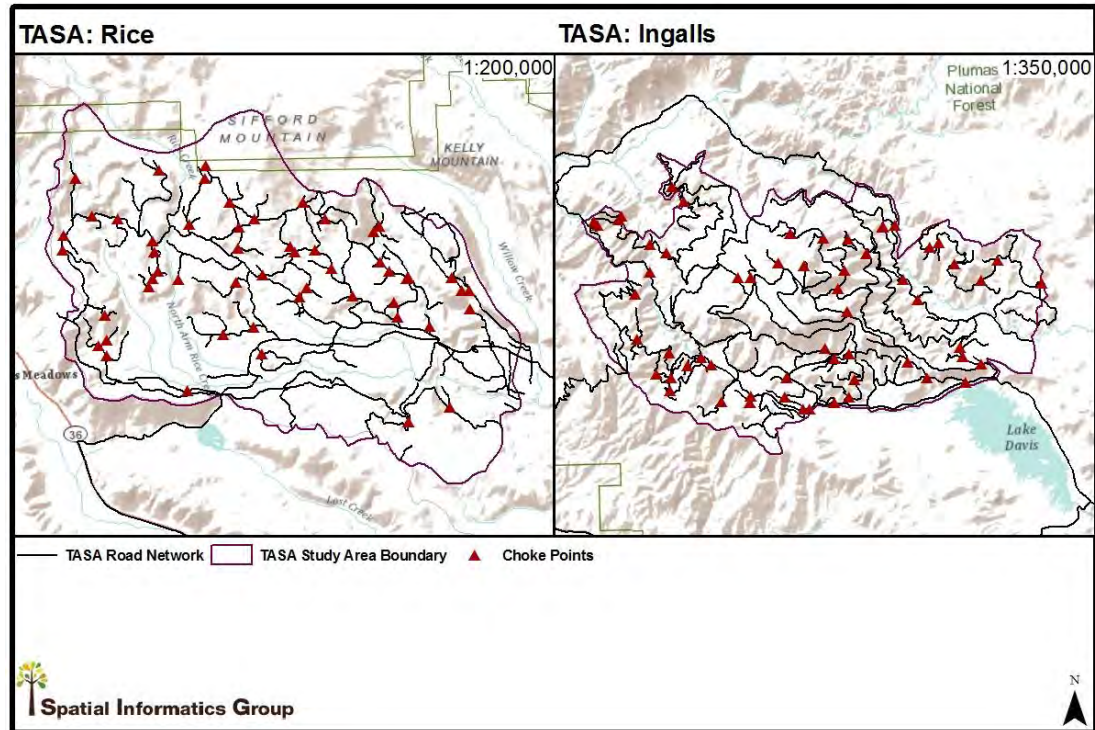 TASA: Rice
1:200,000
SIFFORD
MOUNTAIN
KELLY
MOUNTAIN
Rice Creek
Willow Creek
North Arm Rice Creek
s Meadows
36
Lost Creek
TASA: Ingalls
1:350,000
Plumas
National
Forest
Lake
Davis
TASA Road Network
TASA Study Area Boundary
Choke Points
Spatial Informatics Group
N